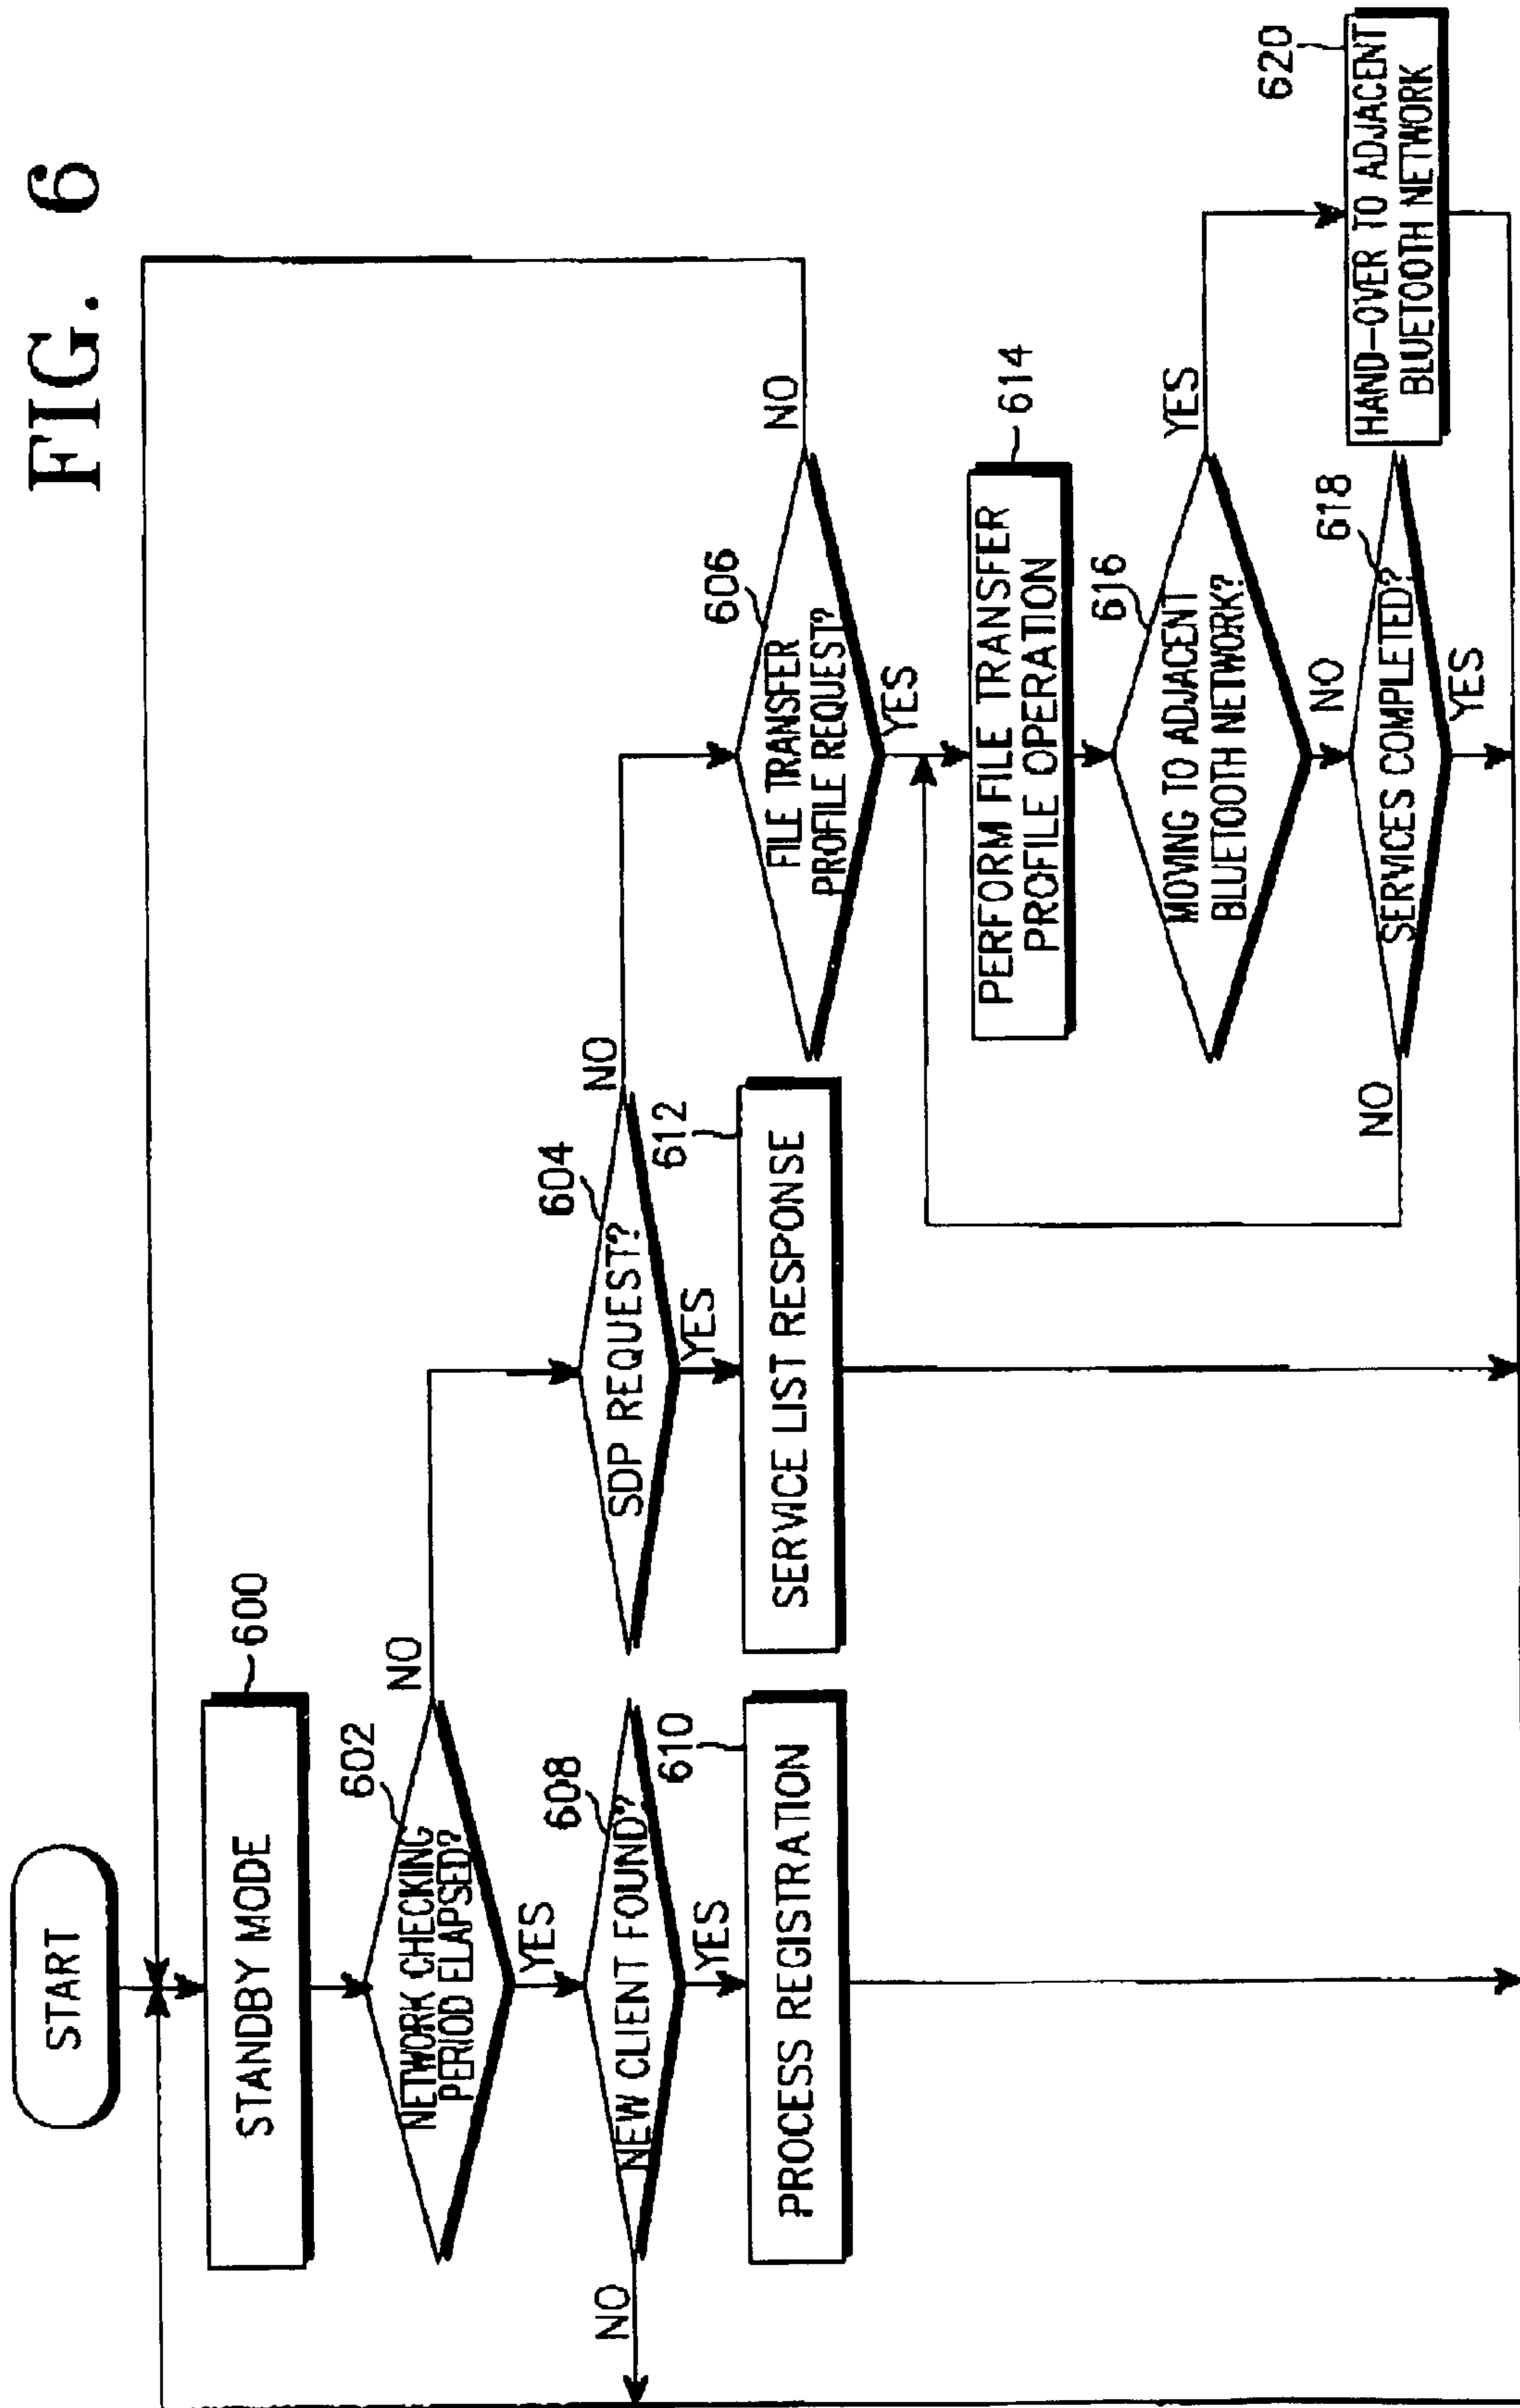 FIG. 6
START
STANDBY MODE
600
NETWORK CHECKING
PERIOD ELAPSED?
602
NO
YES
NEW CLIENT FOUND?
608
NO
YES
PROCESS REGISTRATION
610
SDP REQUEST?
604
NO
YES
SERVICE LIST RESPONSE
612
FILE TRANSFER
PROFILE REQUEST?
606
NO
YES
PERFORM FILE TRANSFER
PROFILE OPERATION
614
MOVING TO ADJACENT
BLUETOOTH NETWORK?
616
YES
NO
SERVICES COMPLETED?
618
NO
YES
HAND-OVER TO ADJACENT
BLUETOOTH NETWORK
620